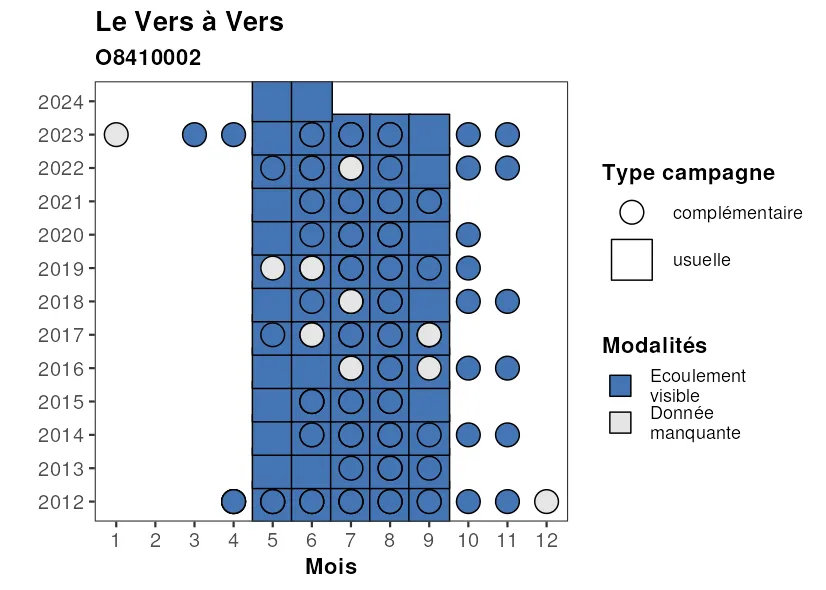 Le Vers à Vers
O8410002
2024
2023
2022
2021
2020
2019
2018
2017
2016
2015
2014
2013
2012
1 2 3 4 5 6 7 8 9 10 11 12
Mois
Type campagne
complémentaire
usuelle
Modalités
Ecoulement
visible
Donnée
manquante